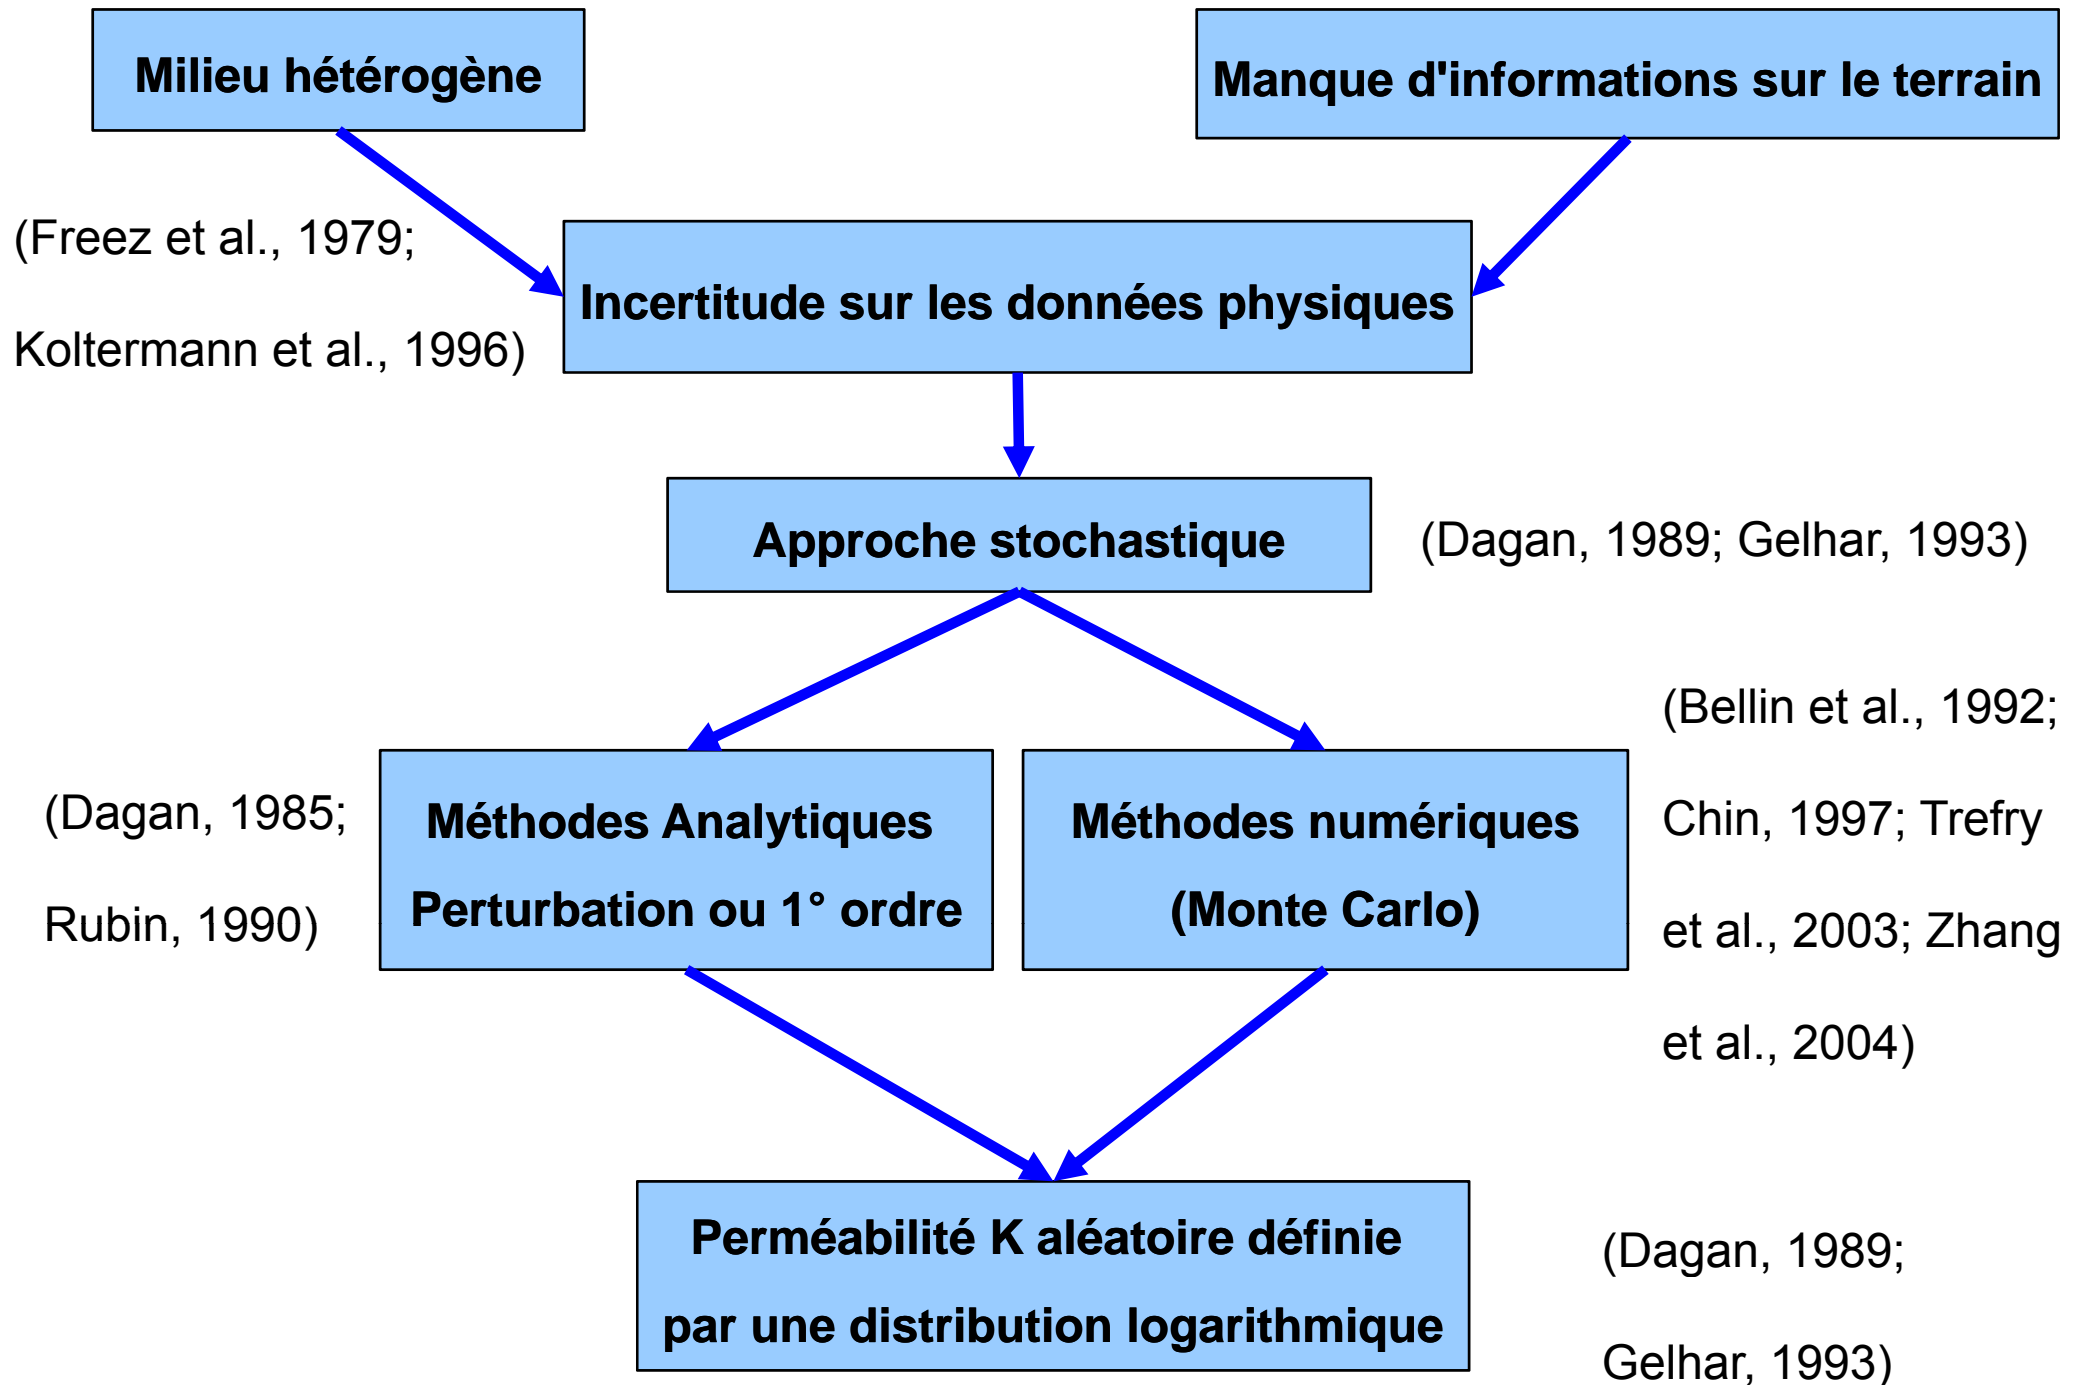 Milieu hétérogène
Manque d'informations sur le terrain
(Freez et al., 1979;
Koltermann et al., 1996)
Incertitude sur les données physiques
Approche stochastique
(Dagan, 1989; Gelhar, 1993)
(Dagan, 1985;
Rubin, 1990)
Méthodes Analytiques
Perturbation ou 1° ordre
Méthodes numériques
(Monte Carlo)
(Bellin et al., 1992;
Chin, 1997; Trefry
et al., 2003; Zhang
et al., 2004)
Perméabilité K aléatoire définie
par une distribution logarithmique
(Dagan, 1989;
Gelhar, 1993)